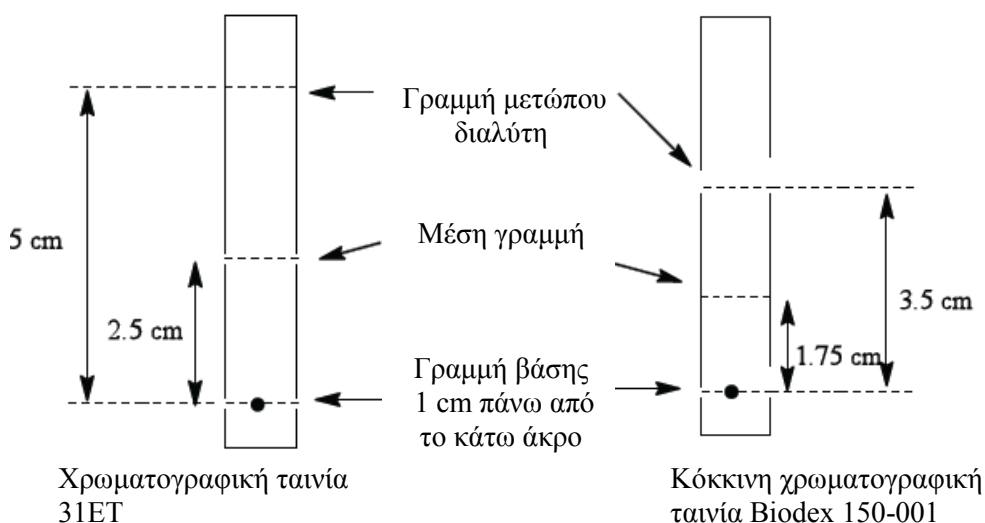 Γραμμή μετώπου
διαλύτη
5 cm
Μέση γραμμή
2.5 cm
3.5 cm
1.75 cm
Γραμμή βάσης
1 cm πάνω από
το κάτω άκρο
Χρωματογραφική ταινία
31ET
Κόκκινη χρωματογραφική
ταινία Biodex 150-001